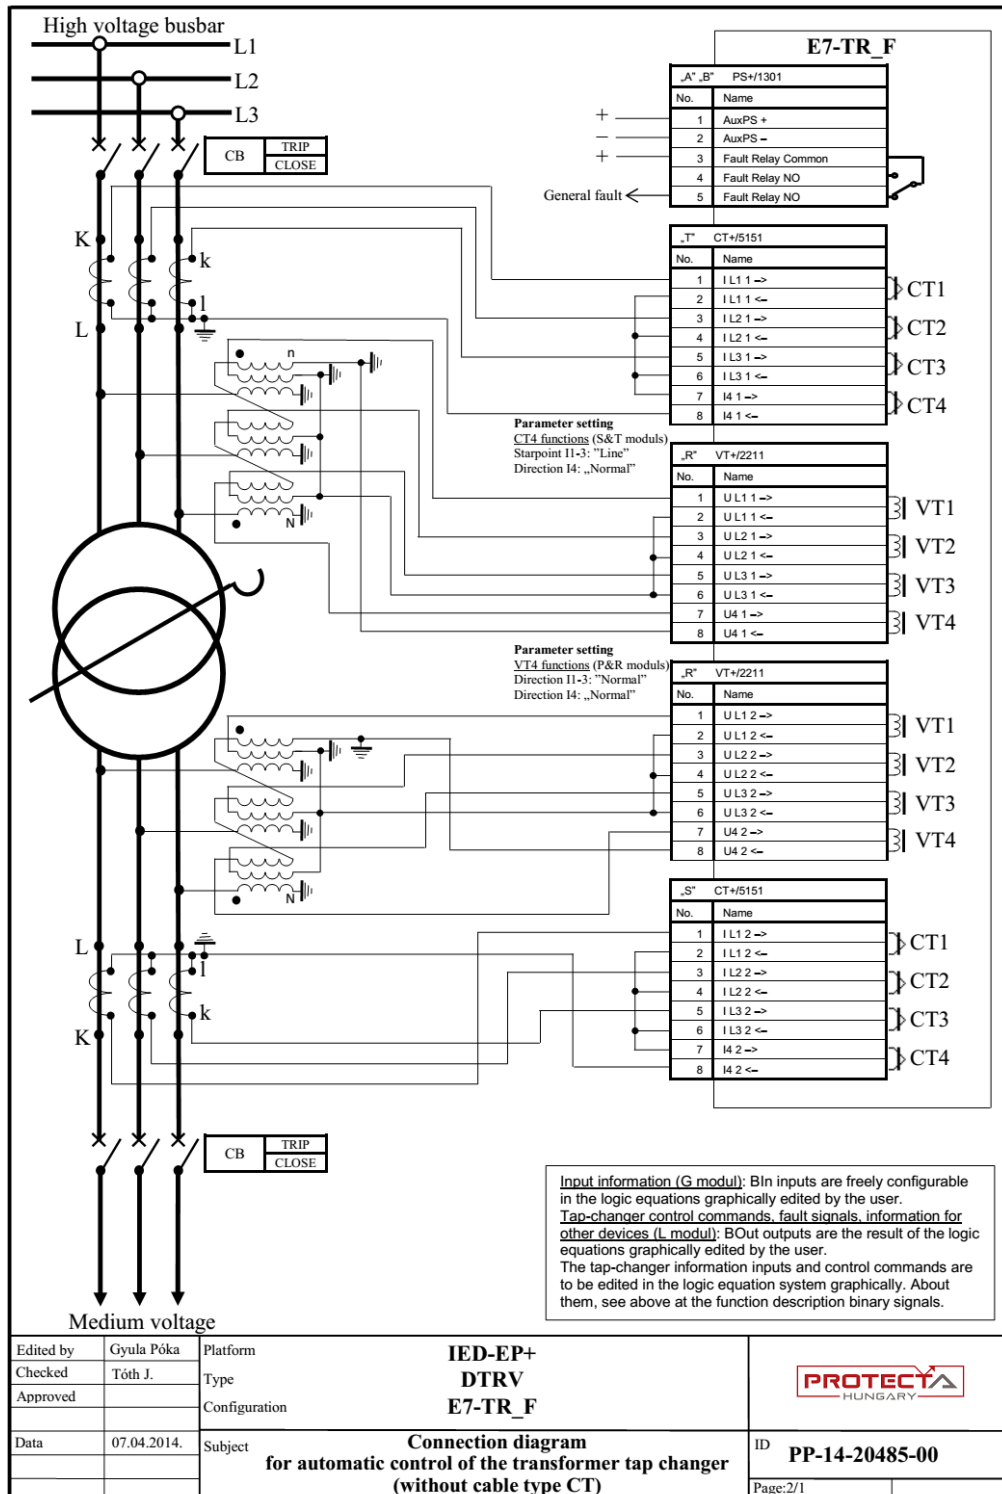 High voltage busbar
L1
L2
L3
CB
TRIP
CLOSE
K
k
l
L
n
N
E7-TR_F
„A" „B" PS+/1301
No. Name
1 AuxPS +
2 AuxPS –
3 Fault Relay Common
4 Fault Relay NO
5 Fault Relay NO
+
–
+
General fault
„T" CT+/5151
No. Name
1 I L1 1 –>
2 I L1 1 <–
3 I L2 1 –>
4 I L2 1 <–
5 I L3 1 –>
6 I L3 1 <–
7 I4 1 –>
8 I4 1 <–
CT1
CT2
CT3
CT4
Parameter setting
CT4 functions (S&T moduls)
Starpoint I1-3: "Line"
Direction I4: „Normal"
„R" VT+/2211
No. Name
1 U L1 1 –>
2 U L1 1 <–
3 U L2 1 –>
4 U L2 1 <–
5 U L3 1 –>
6 U L3 1 <–
7 U4 1 –>
8 U4 1 <–
VT1
VT2
VT3
VT4
Parameter setting
VT4 functions (P&R moduls)
Direction I1-3: "Normal"
Direction I4: „Normal"
„R" VT+/2211
No. Name
1 U L1 2 –>
2 U L1 2 <–
3 U L2 2 –>
4 U L2 2 <–
5 U L3 2 –>
6 U L3 2 <–
7 U4 2 –>
8 U4 2 <–
VT1
VT2
VT3
VT4
N
„S" CT+/5151
No. Name
1 I L1 2 –>
2 I L1 2 <–
3 I L2 2 –>
4 I L2 2 <–
5 I L3 2 –>
6 I L3 2 <–
7 I4 2 –>
8 I4 2 <–
CT1
CT2
CT3
CT4
L
l
k
K
CB
TRIP
CLOSE
Medium voltage
Input information (G modul): BIn inputs are freely configurable
in the logic equations graphically edited by the user.
Tap-changer control commands, fault signals, information for
other devices (L modul): BOut outputs are the result of the logic
equations graphically edited by the user.
The tap-changer information inputs and control commands are
to be edited in the logic equation system graphically. About
them, see above at the function description binary signals.
Edited by Gyula Póka
Checked Tóth J.
Approved
Data 07.04.2014.
Platform IED-EP+
Type DTRV
Configuration E7-TR_F
Subject Connection diagram
for automatic control of the transformer tap changer
(without cable type CT)
PROTECTA
HUNGARY
ID PP-14-20485-00
Page:2/1